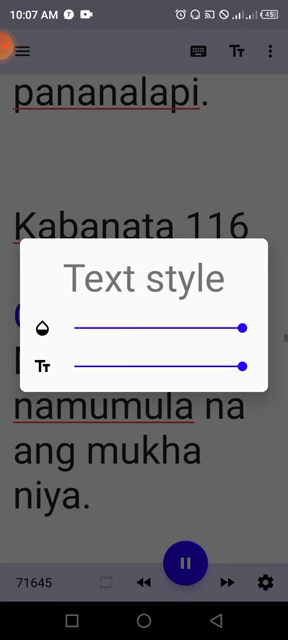 10:07 AM
45
pananalapi.
Kabanata 116
Text style
namumula na
ang mukha
niya.
71645